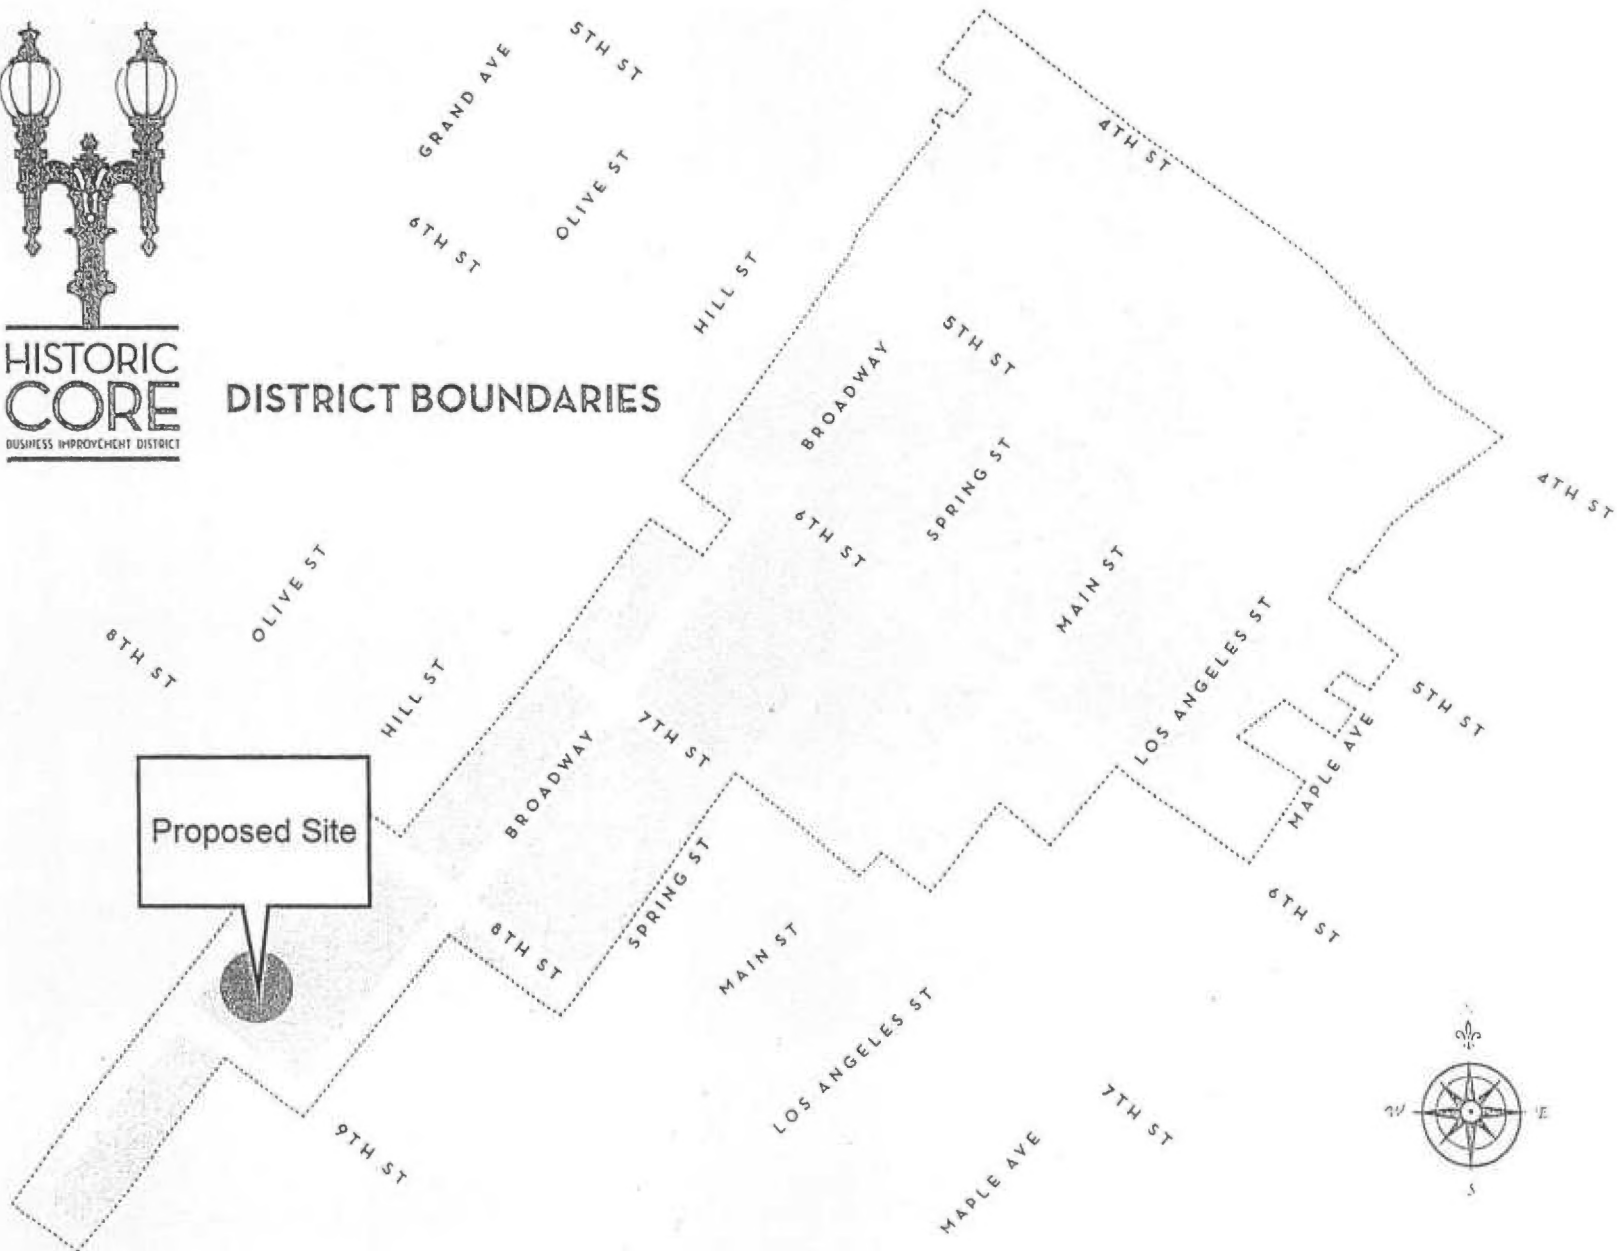 5TH ST
GRAND AVE
4TH ST
OLIVE ST
6TH ST
HILL ST
HISTORIC
CORE
BUSINESS IMPROVEMENT DISTRICT
DISTRICT BOUNDARIES
5TH ST
BROADWAY
SPRING ST
4TH ST
6TH ST
OLIVE ST
MAIN ST
8TH ST
LOS ANGELES ST
HILL ST
5TH ST
7TH ST
BROADWAY
MAPLE AVE
Proposed Site
SPRING ST
6TH ST
8TH ST
MAIN ST
LOS ANGELES ST
9TH ST
7TH ST
MAPLE AVE
W
E
S